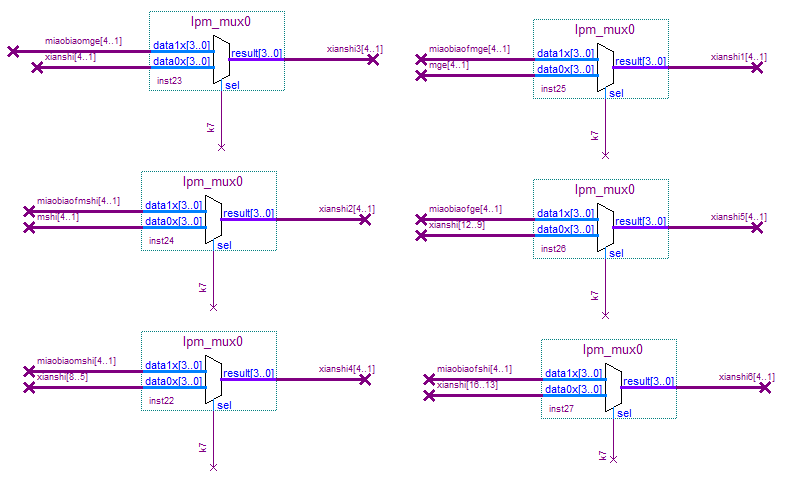 lpm_mux0
miaobiaomge[4..1]
xianshi[4..1]
data1x[3..0]
data0x[3..0]
result[3..0]
xianshi3[4..1]
inst23
sel
k7
lpm_mux0
miaobiaofmge[4..1]
mge[4..1]
data1x[3..0]
data0x[3..0]
result[3..0]
xianshi1[4..1]
inst25
sel
k7
lpm_mux0
miaobiaofmshi[4..1]
mshi[4..1]
data1x[3..0]
data0x[3..0]
result[3..0]
xianshi2[4..1]
inst24
sel
k7
lpm_mux0
miaobiaofge[4..1]
xianshi[12..9]
data1x[3..0]
data0x[3..0]
result[3..0]
xianshi5[4..1]
inst26
sel
k7
lpm_mux0
miaobiaomshi[4..1]
xianshi[8..5]
data1x[3..0]
data0x[3..0]
result[3..0]
xianshi4[4..1]
inst22
sel
k7
lpm_mux0
miaobiaofshi[4..1]
xianshi[16..13]
data1x[3..0]
data0x[3..0]
result[3..0]
xianshi6[4..1]
inst27
sel
k7